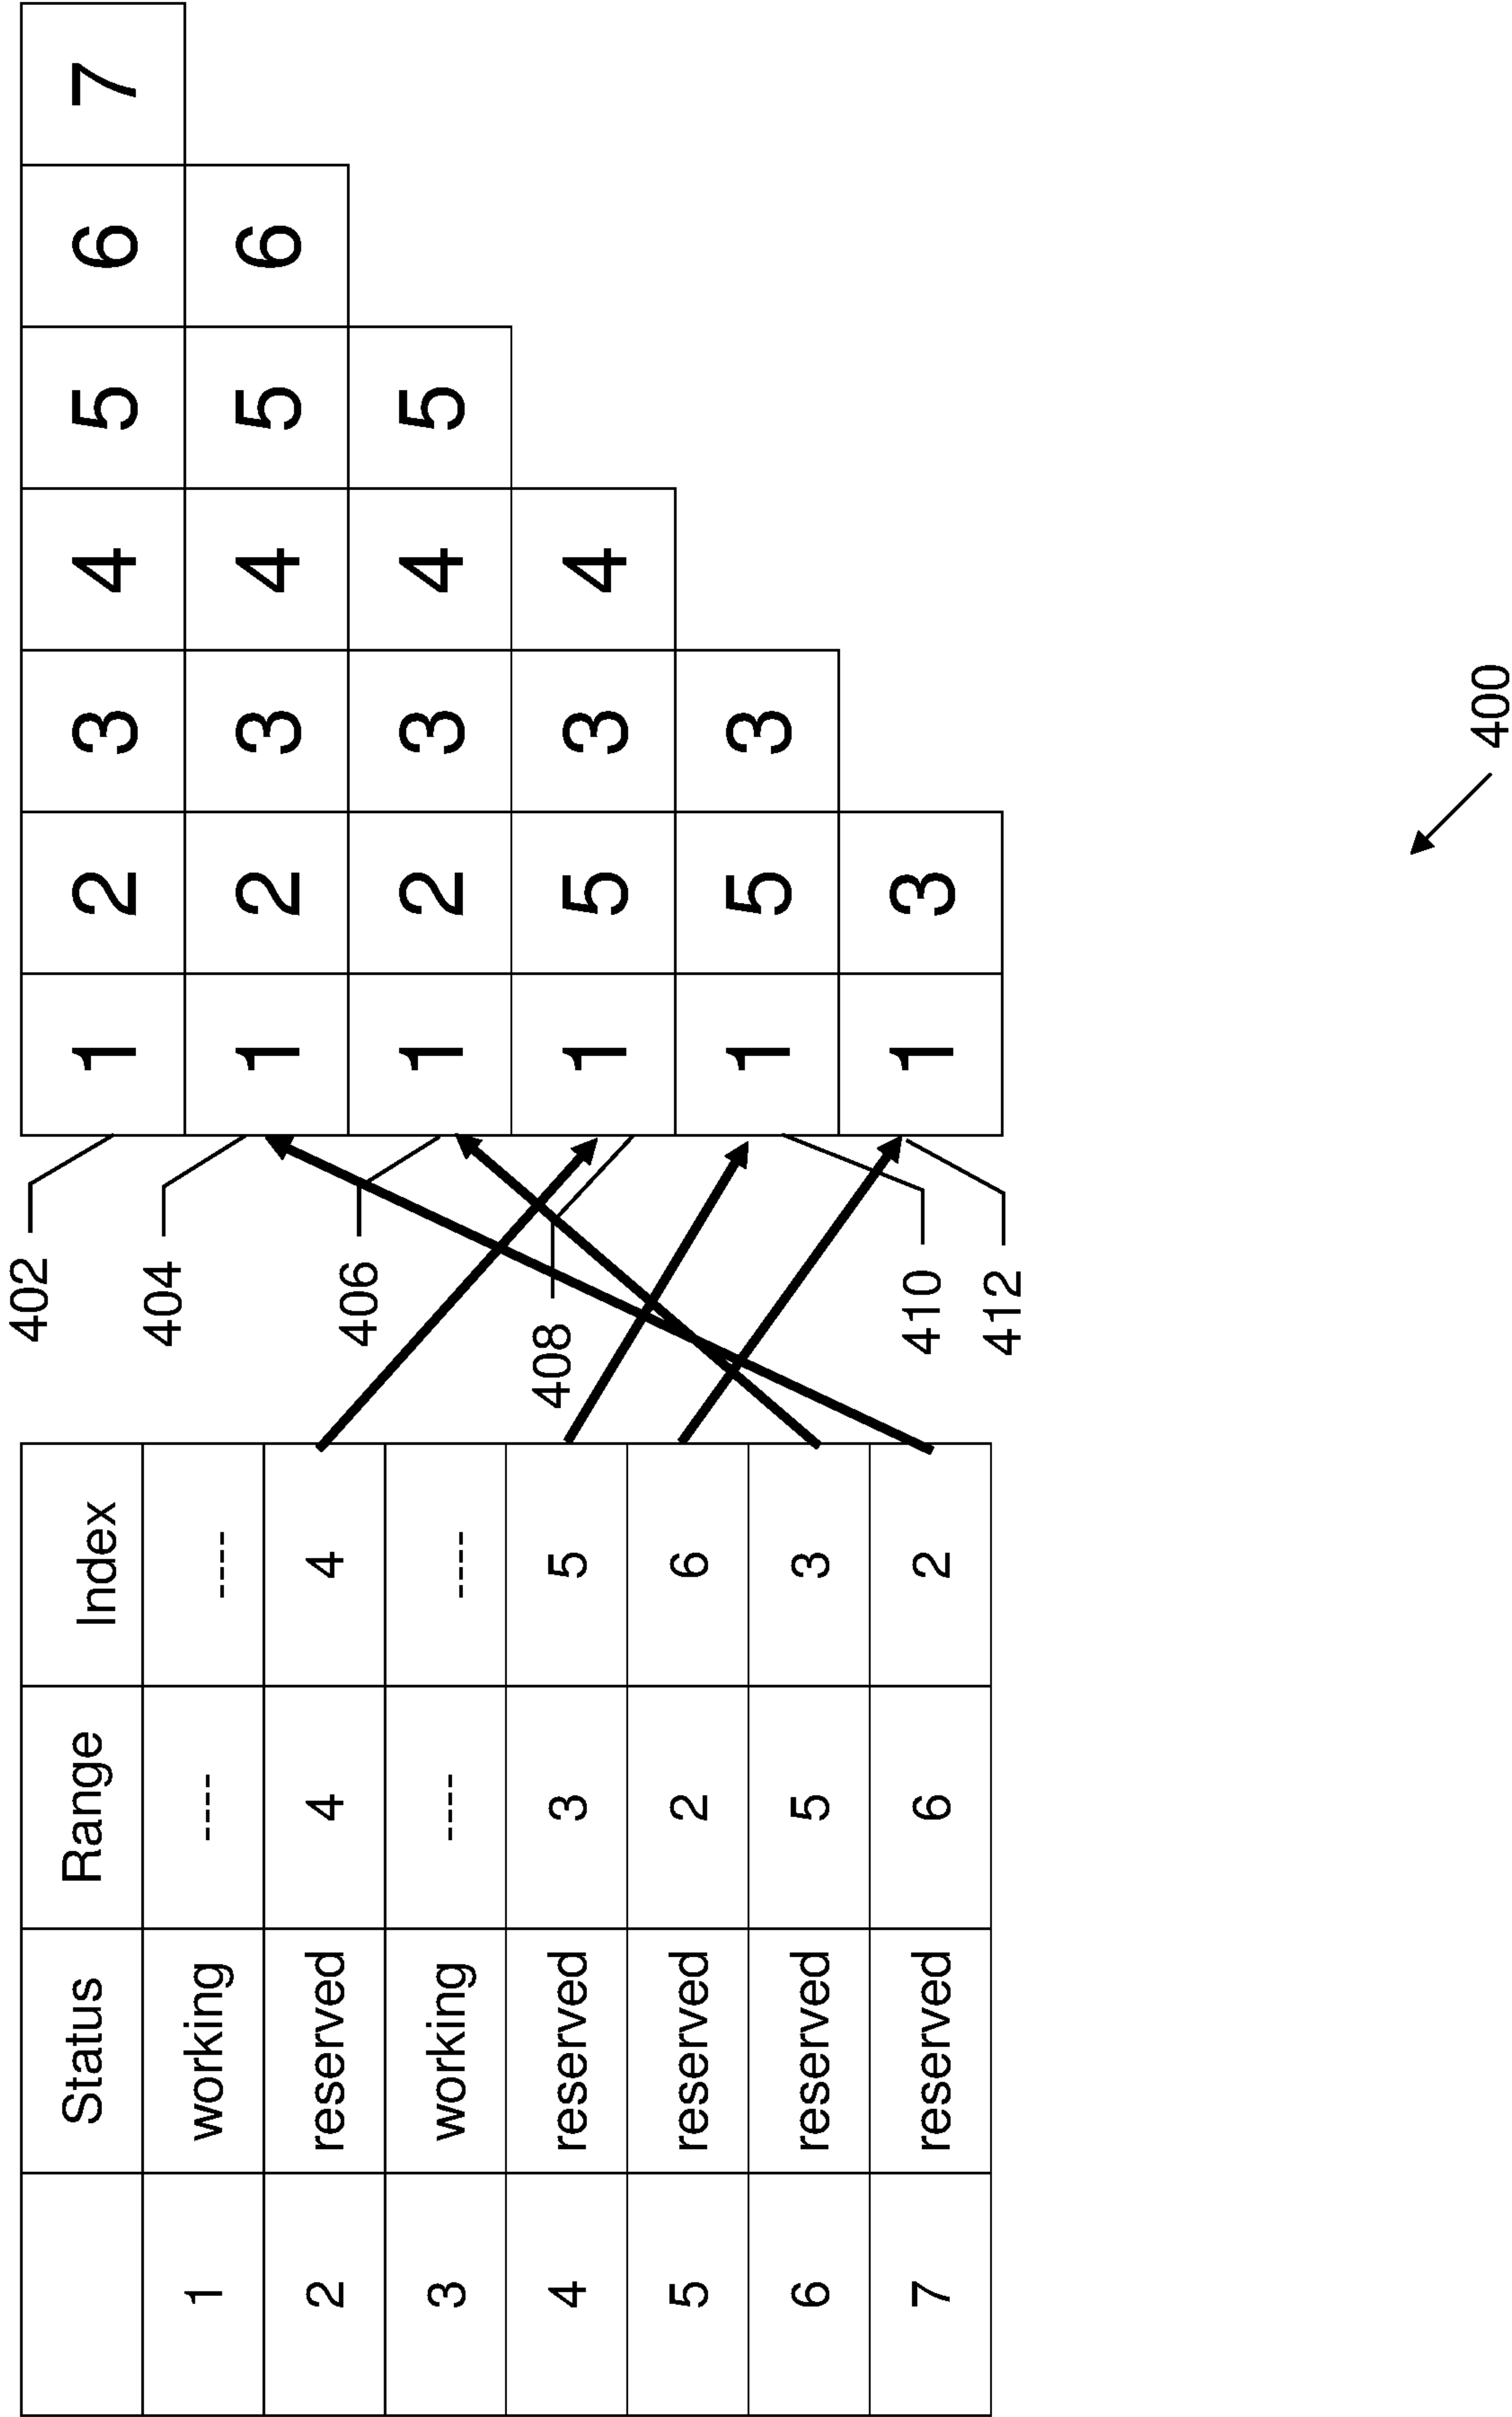 Status Range Index
1 working ---- ----
2 reserved 4 4
3 working ---- ----
4 reserved 3 5
5 reserved 2 6
6 reserved 5 3
7 reserved 6 2
402
404
406
408
410
412
1 2 3 4 5 6 7
1 2 3 4 5 6
1 2 3 4 5
1 5 3 4
1 5 3
1 3
400